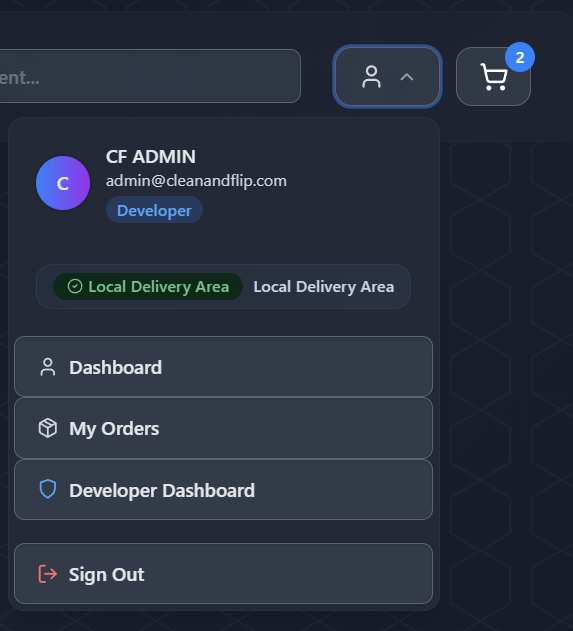 ent...
2
CF ADMIN
C
admin@cleanandflip.com
Developer
Local Delivery Area Local Delivery Area
Dashboard
My Orders
Developer Dashboard
Sign Out